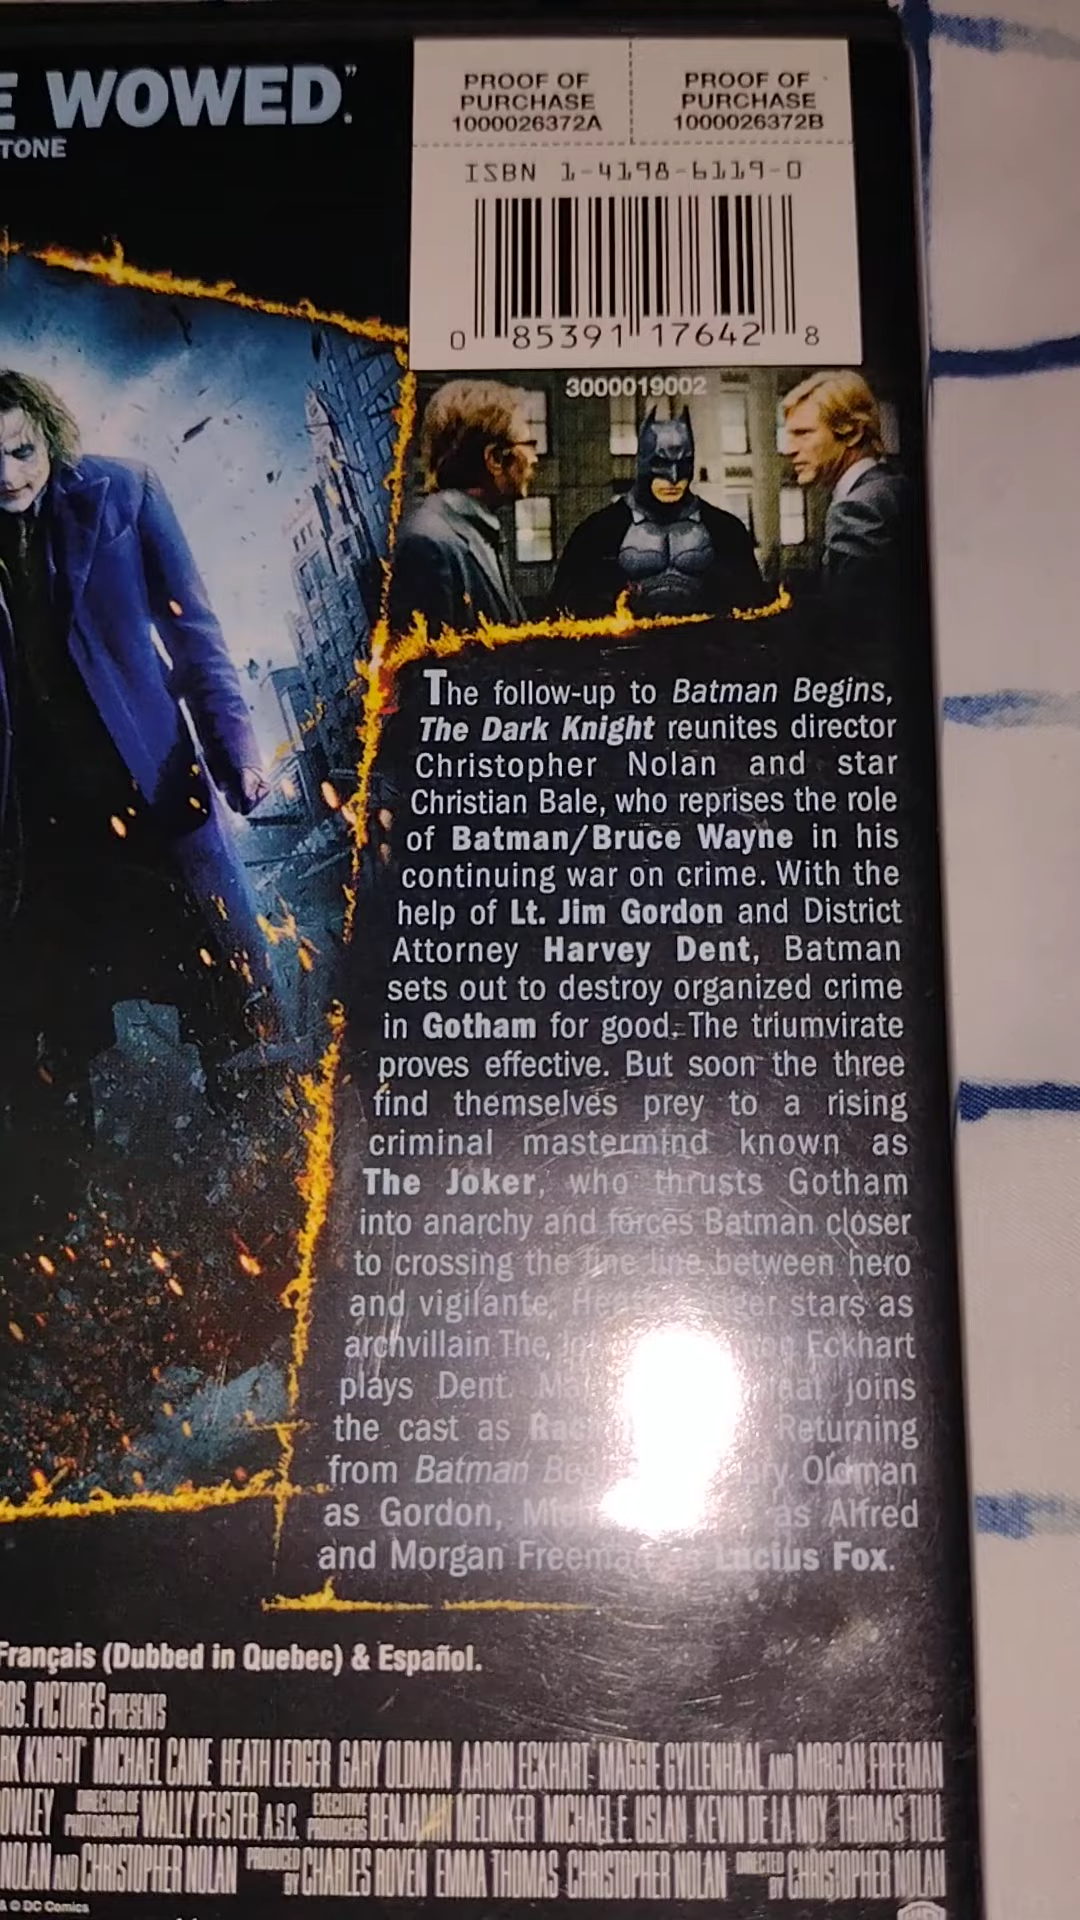 WOWED."
TONE
PROOF OF PURCHASE 1000026372A
PROOF OF PURCHASE 1000026372B
ISBN 1-4198-6119-0
0 85391 17642 8
3000019002
The follow-up to Batman Begins,
The Dark Knight reunites director
Christopher Nolan and star
Christian Bale, who reprises the role
of Batman/Bruce Wayne in his
continuing war on crime. With the
help of Lt. Jim Gordon and District
Attorney Harvey Dent, Batman
sets out to destroy organized crime
in Gotham for good. The triumvirate
proves effective. But soon the three
find themselves prey to a rising
criminal mastermind known as
The Joker, who thrusts Gotham
into anarchy and forces Batman closer
to crossing the fine line between hero
and vigilante. stars as
archvillain The Eckhart
plays Dent. joins
the cast as Returning
from Batman Oldman
as Gordon, as Alfred
and Morgan Freeman Lucius Fox.
Français (Dubbed in Quebec) & Español.
PICTURES PRESENTS
KNIGHT MICHAEL CAINE HEATH LEDGER GARY OLDMAN AARON ECKHART MAGGIE GYLLENHAAL AND MORGAN FREEMAN
DIRECTOR OF PHOTOGRAPHY WALLY PFISTER, A.S.C. EXECUTIVE PRODUCERS BENJAMIN MELNIKER MICHAEL E. USLAN KEVIN DE LA NOY THOMAS TULL
NOLAN AND CHRISTOPHER NOLAN PRODUCED BY CHARLES ROVEN EMMA THOMAS CHRISTOPHER NOLAN DIRECTED BY CHRISTOPHER NOLAN
& © DC Comics